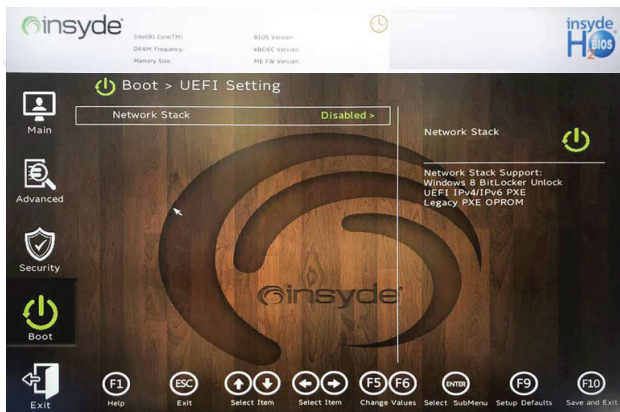 insyde
Intel(R) Core(TM)
BIOS Version
DRAM Frequency:
KBC/EC Version
Memory Size
ME FW Version
insyde
H2O
BIOS
Boot > UEFI Setting
Network Stack Disabled >
Network Stack
Network Stack Support:
Windows 8 BitLocker Unlock
UEFI IPv4/IPv6 PXE
Legacy PXE OPROM
Main
Advanced
Security
Boot
Exit
insyde
F1
ESC
F5 F6
ENTER
F9
F10
Help
Exit
Select Item
Select Item
Change Values
Select SubMenu
Setup Defaults
Save and Exit